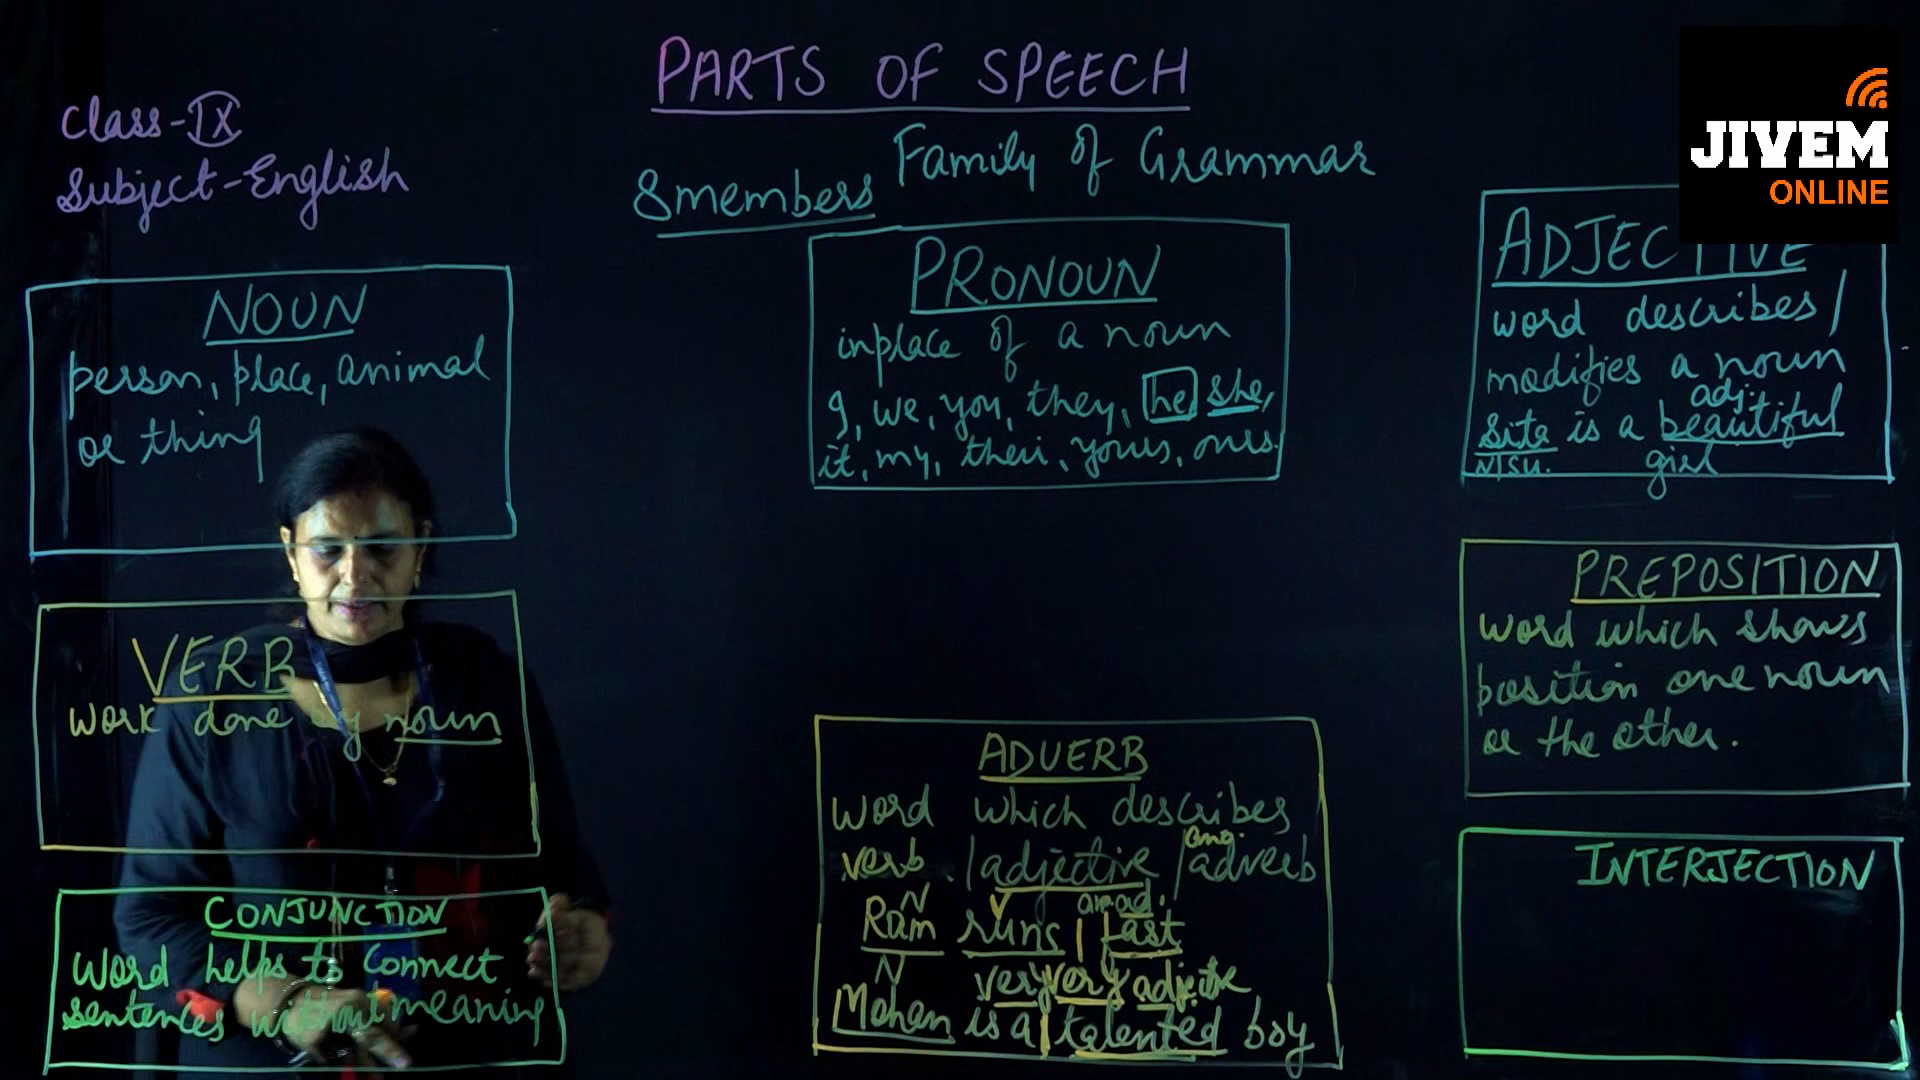 PARTS OF SPEECH
Class-IX
Subject-English
Family of Grammar
8members
JIVEM
ONLINE
NOUN
person, place, animal
or thing
PRONOUN
inplace of a noun
I, we, you, they, he she,
it, my, their, yours, ours.
ADJECTIVE
word describes/
modifies a noun
adj.
Sita is a beautiful
girl
VERB
work done by noun
ADVERB
word which describes
verb. /adjective /adverb
N V
Ram runs fast
N very very adjective
Mohan is a talented boy
PREPOSITION
word which shows
position one noun
or the other.
CONJUNCTION
word helps to connect
sentences without meaning
INTERJECTION